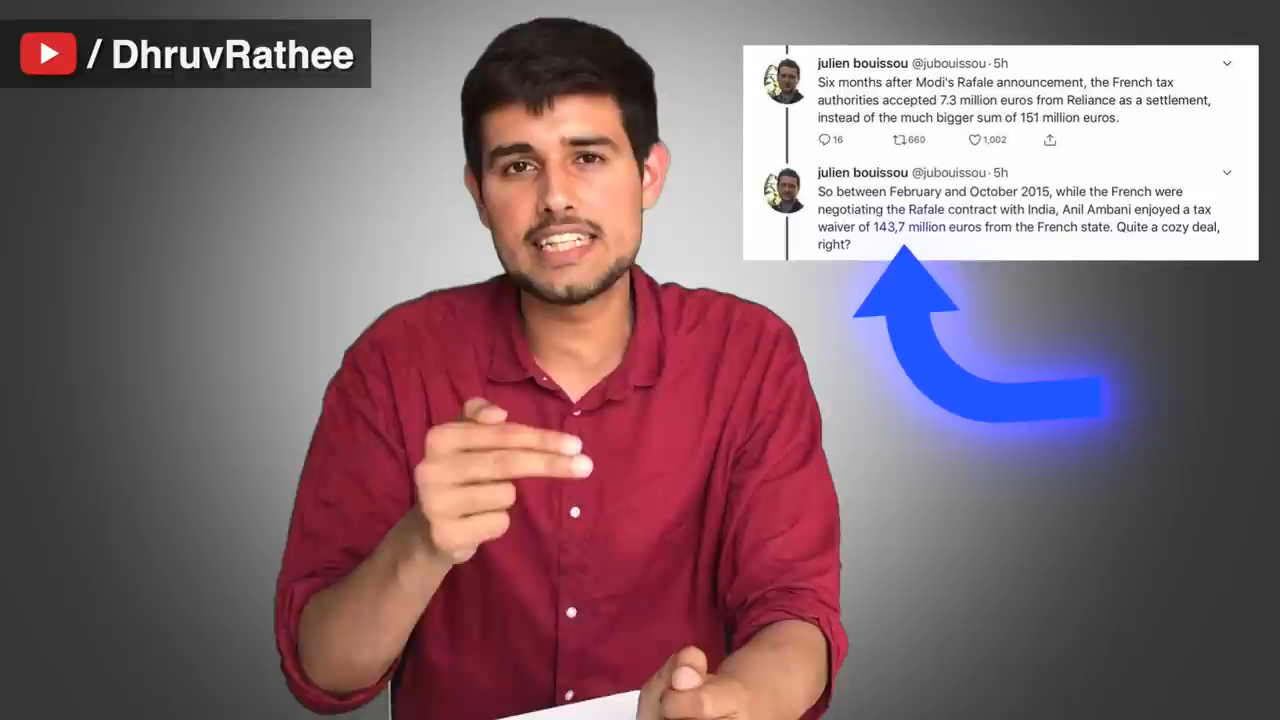 / DhruvRathee
julien bouissou @jubouissou · 5h
Six months after Modi's Rafale announcement, the French tax
authorities accepted 7.3 million euros from Reliance as a settlement,
instead of the much bigger sum of 151 million euros.
16 660 1,002
julien bouissou @jubouissou · 5h
So between February and October 2015, while the French were
negotiating the Rafale contract with India, Anil Ambani enjoyed a tax
waiver of 143,7 million euros from the French state. Quite a cozy deal,
right?